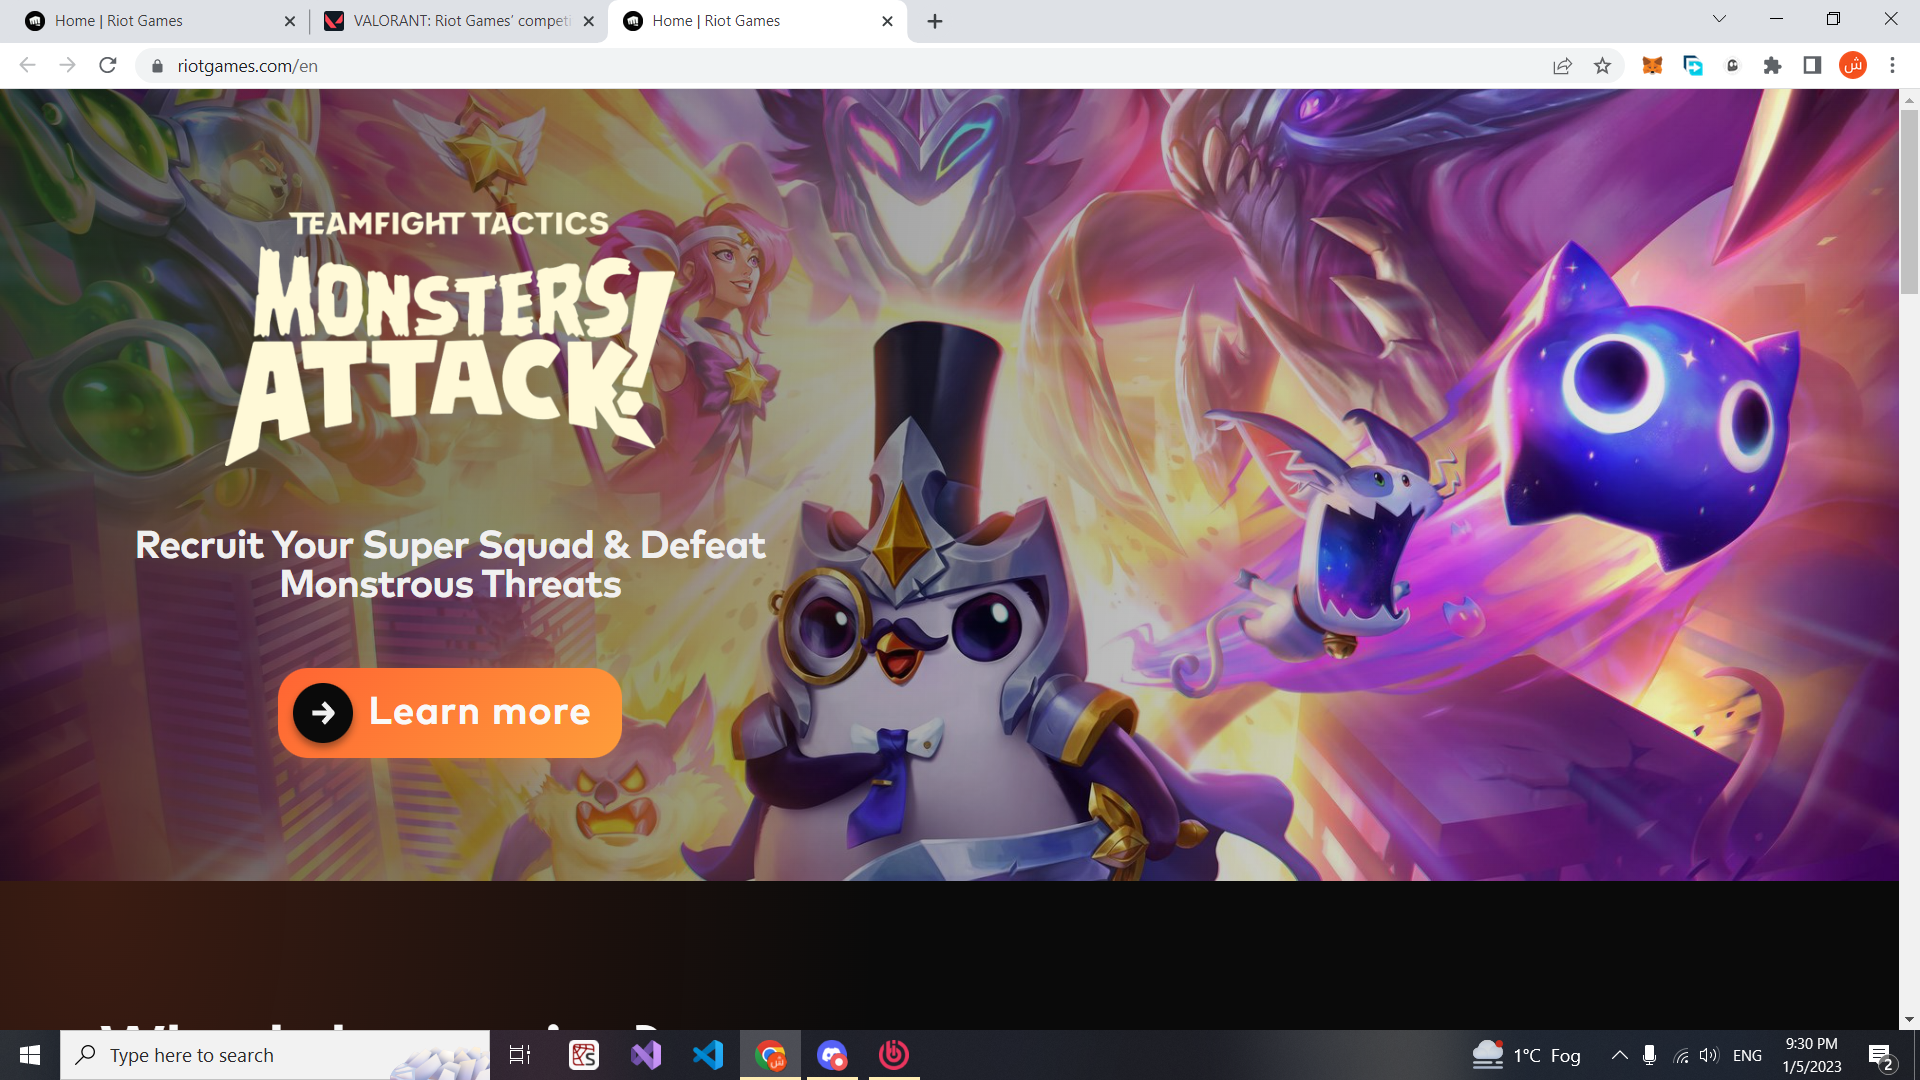 Home | Riot Games
VALORANT: Riot Games’ competi
Home | Riot Games
riotgames.com/en
ش
TEAMFIGHT TACTICS
MONSTERS
ATTACK!
Recruit Your Super Squad & Defeat
Monstrous Threats
Learn more
Type here to search
1°C Fog
ENG
9:30 PM
1/5/2023
2